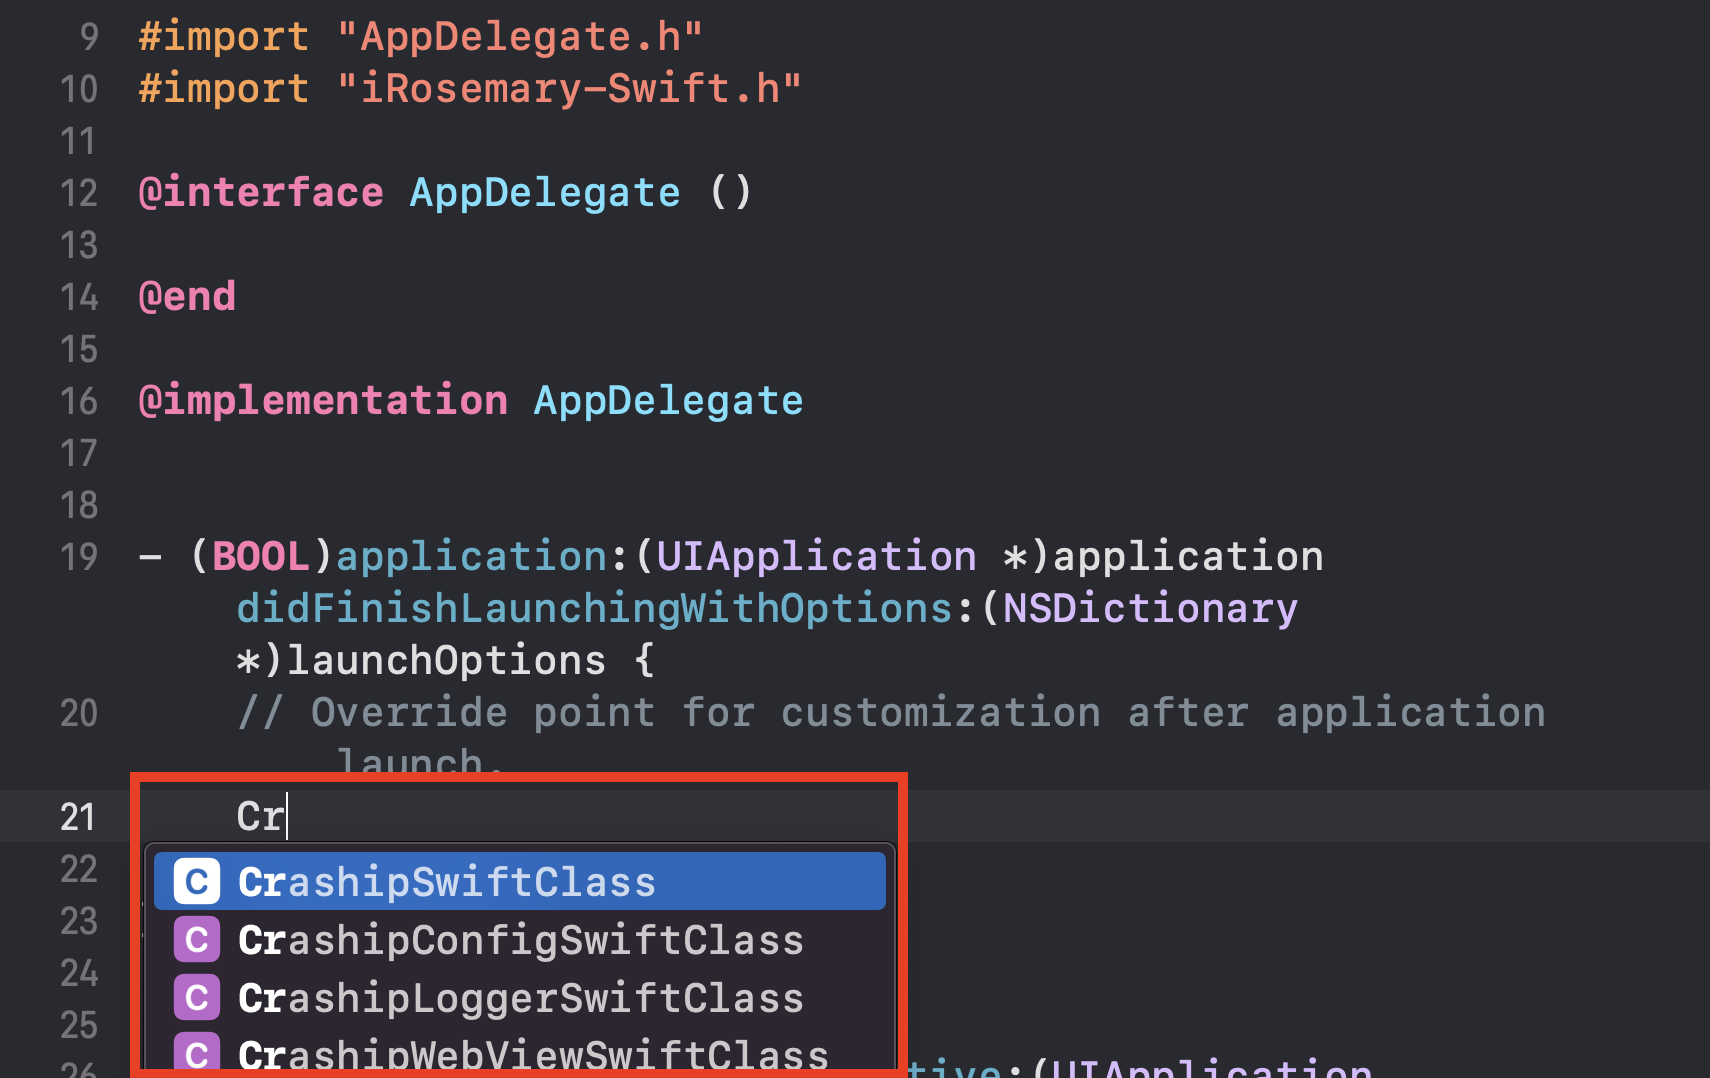 9 #import "AppDelegate.h"
10 #import "iRosemary-Swift.h"
11
12 @interface AppDelegate ()
13
14 @end
15
16 @implementation AppDelegate
17
18
19 - (BOOL)application:(UIApplication *)application
didFinishLaunchingWithOptions:(NSDictionary
*)launchOptions {
20 // Override point for customization after application
launch.
21 Cr
22 C CrashipSwiftClass
23 C CrashipConfigSwiftClass
24 C CrashipLoggerSwiftClass
25
26 C CrashipWebViewSwiftClass tive:(UIApplication